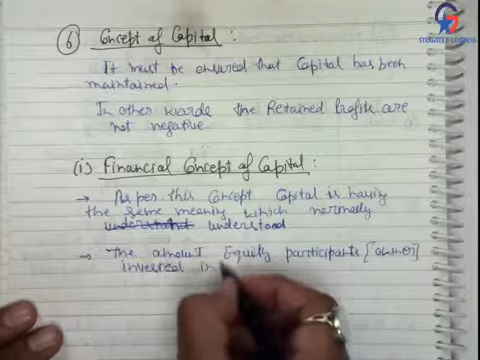 STARGATE E-LEARNING
6 Concept of Capital :
It must be ensured that Capital has been
maintained.
In other words the Retained Profits are
not negative.
(i) Financial Concept of Capital :
→ As per this Concept Capital is having
the same meaning which normally
understood
→ The amount Equity participants [owner]
invested in